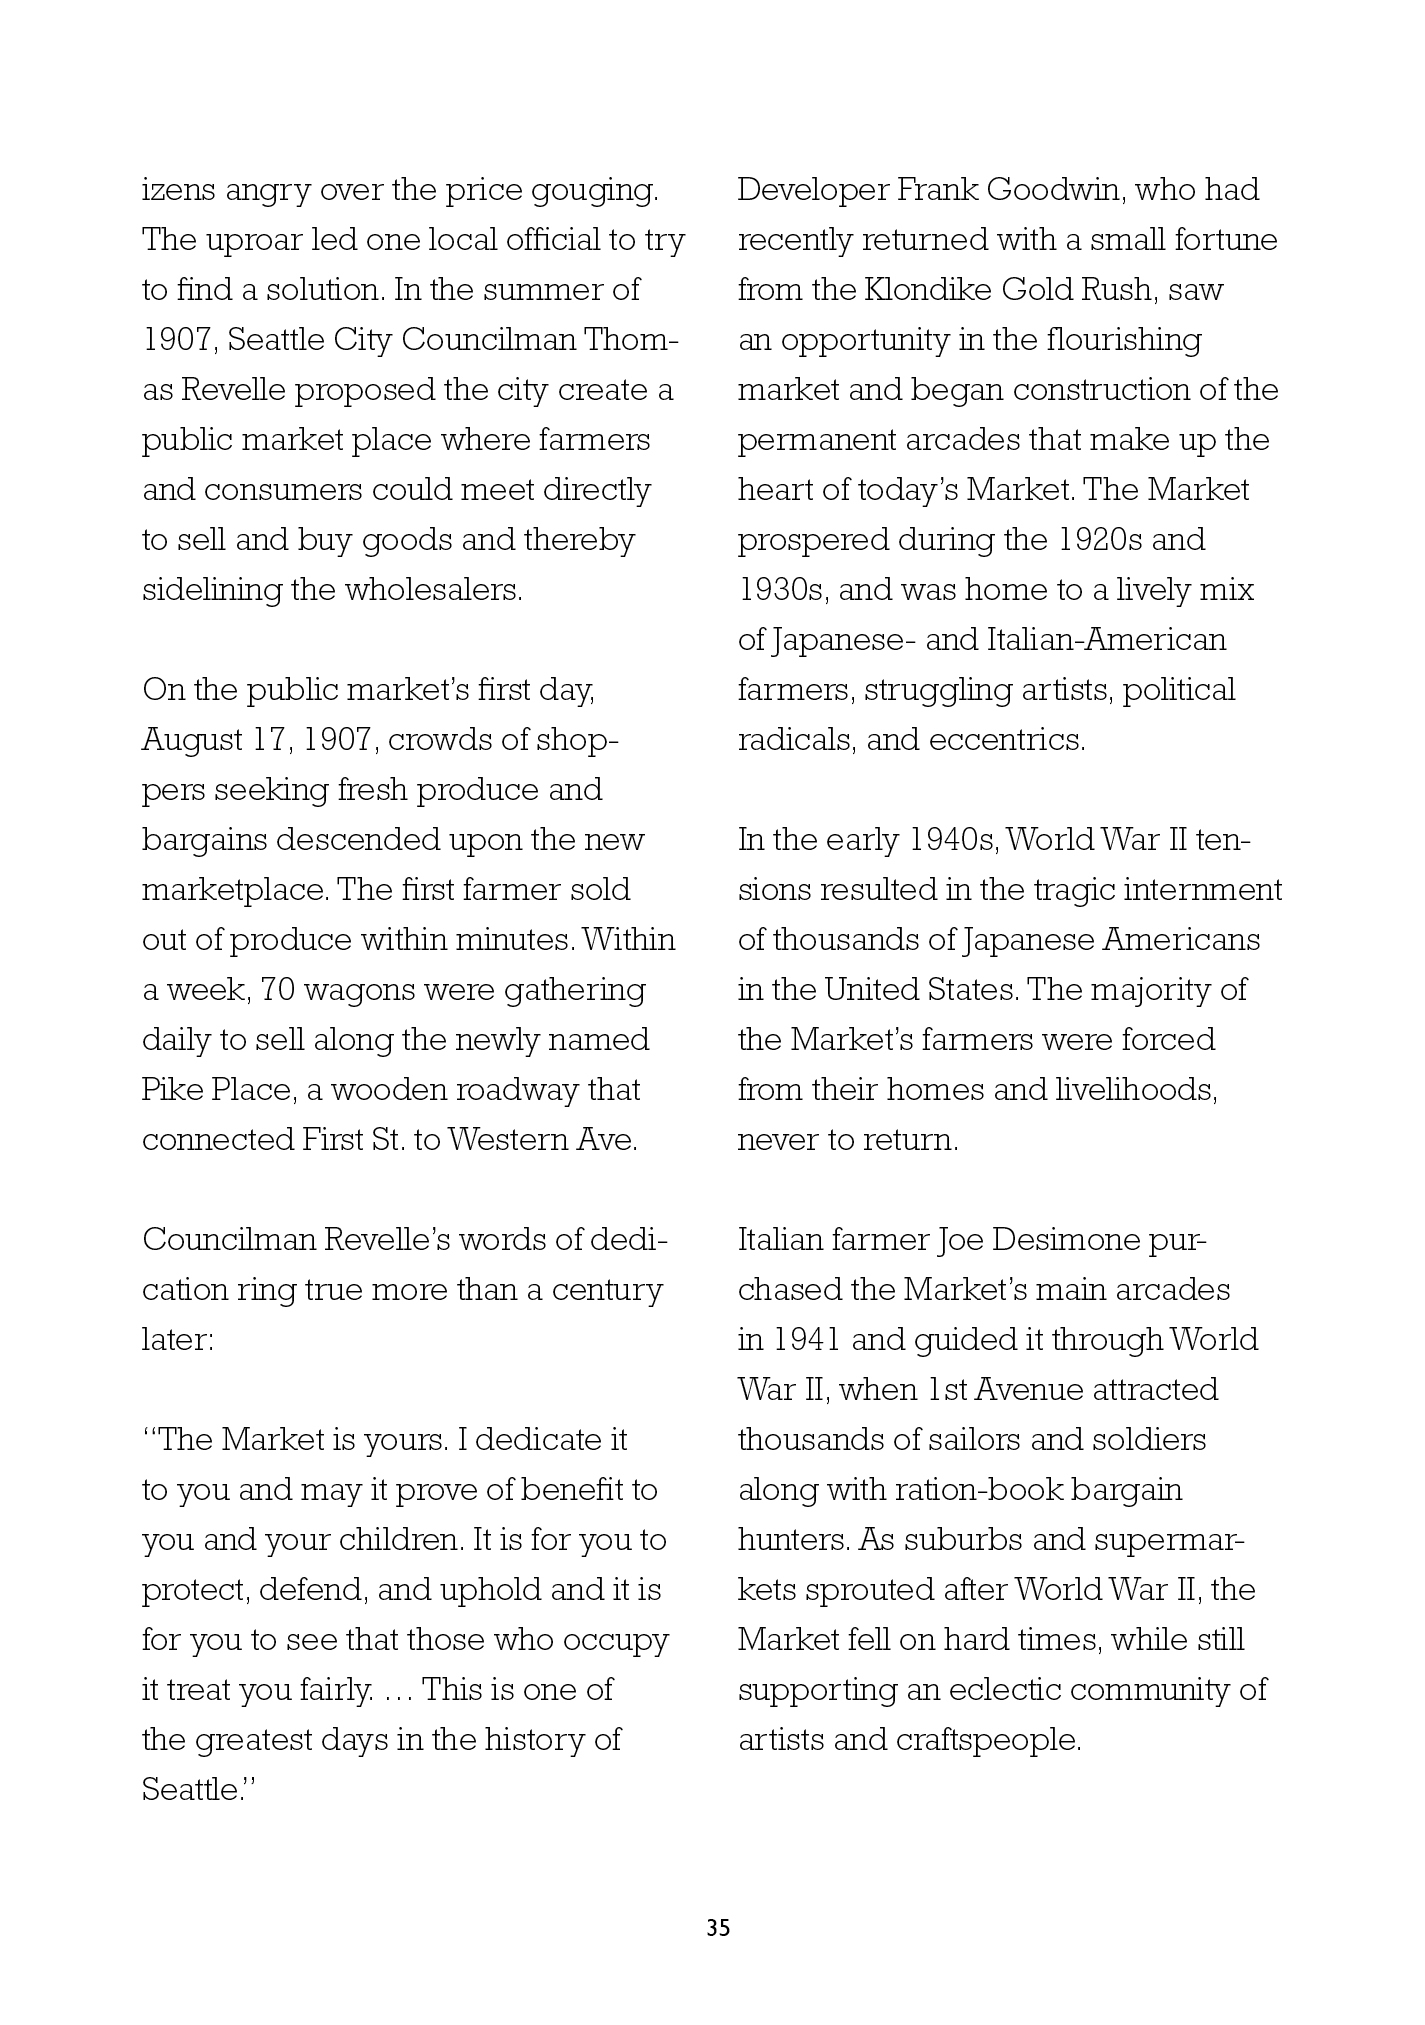 izens angry over the price gouging.
The uproar led one local official to try
to find a solution. In the summer of
1907, Seattle City Councilman Thom-
as Revelle proposed the city create a
public market place where farmers
and consumers could meet directly
to sell and buy goods and thereby
sidelining the wholesalers.

On the public market’s first day,
August 17, 1907, crowds of shop-
pers seeking fresh produce and
bargains descended upon the new
marketplace. The first farmer sold
out of produce within minutes. Within
a week, 70 wagons were gathering
daily to sell along the newly named
Pike Place, a wooden roadway that
connected First St. to Western Ave.

Councilman Revelle’s words of dedi-
cation ring true more than a century
later:

“The Market is yours. I dedicate it
to you and may it prove of benefit to
you and your children. It is for you to
protect, defend, and uphold and it is
for you to see that those who occupy
it treat you fairly. … This is one of
the greatest days in the history of
Seattle.”

Developer Frank Goodwin, who had
recently returned with a small fortune
from the Klondike Gold Rush, saw
an opportunity in the flourishing
market and began construction of the
permanent arcades that make up the
heart of today’s Market. The Market
prospered during the 1920s and
1930s, and was home to a lively mix
of Japanese- and Italian-American
farmers, struggling artists, political
radicals, and eccentrics.

In the early 1940s, World War II ten-
sions resulted in the tragic internment
of thousands of Japanese Americans
in the United States. The majority of
the Market’s farmers were forced
from their homes and livelihoods,
never to return.

Italian farmer Joe Desimone pur-
chased the Market’s main arcades
in 1941 and guided it through World
War II, when 1st Avenue attracted
thousands of sailors and soldiers
along with ration-book bargain
hunters. As suburbs and supermar-
kets sprouted after World War II, the
Market fell on hard times, while still
supporting an eclectic community of
artists and craftspeople.

35